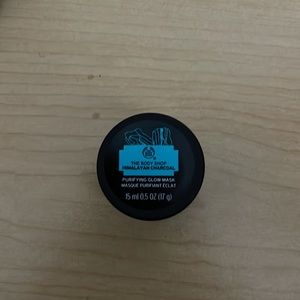 THE BODY SHOP
HIMALAYAN CHARCOAL
PURIFYING GLOW MASK
MASQUE PURIFIANT ÉCLAT
15 ml 0.5 OZ (17 g)